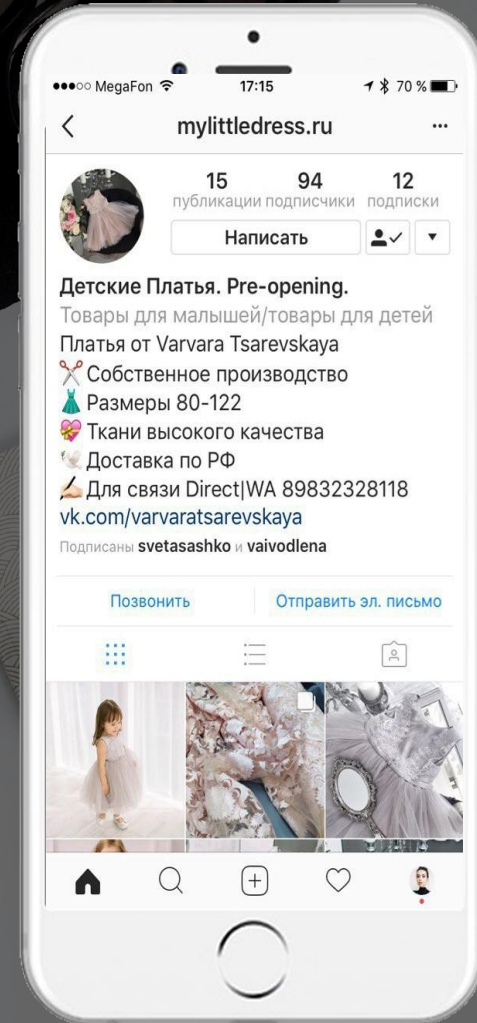 ●●●○○ MegaFon 17:15 70 %
mylittledress.ru
15 94 12
публикации подписчики подписки
Написать
Детские Платья. Pre-opening.
Товары для малышей/товары для детей
Платья от Varvara Tsarevskaya
✂️ Собственное производство
👗 Размеры 80-122
💝 Ткани высокого качества
🕊 Доставка по РФ
✍🏻 Для связи Direct|WA 89832328118
vk.com/varvaratsarevskaya
Подписаны svetasashko и vaivodlena
Позвонить Отправить эл. письмо